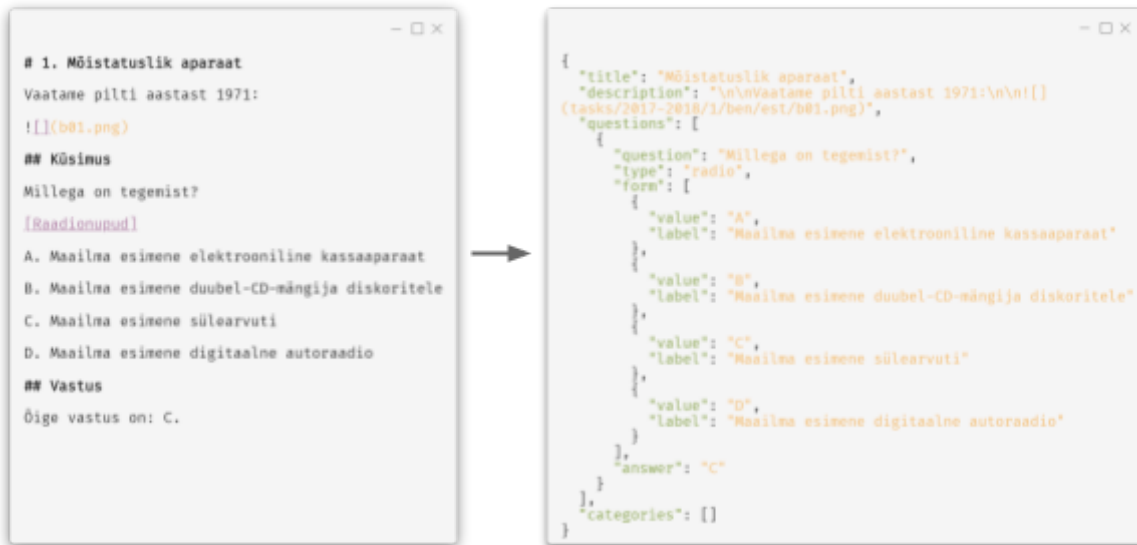 # 1. Mõistatuslik aparaat
Vaatame pilti aastast 1971:
![](b01.png)
## Küsimus
Millega on tegemist?
[Raadionupud]
A. Maailma esimene elektrooniline kassaaparaat
B. Maailma esimene duubel-CD-mängija diskoritele
C. Maailma esimene sülearvuti
D. Maailma esimene digitaalne autoraadio
## Vastus
Õige vastus on: C.
{
"title": "Mõistatuslik aparaat",
"description": "\n\nVaatame pilti aastast 1971:\n\n![]
(tasks/2017-2018/1/ben/est/b01.png)",
"questions": [
{
"question": "Millega on tegemist?",
"type": "radio",
"form": [
{
"value": "A",
"label": "Maailma esimene elektrooniline kassaaparaat"
},
{
"value": "B",
"label": "Maailma esimene duubel-CD-mängija diskoritele"
},
{
"value": "C",
"label": "Maailma esimene sülearvuti"
},
{
"value": "D",
"label": "Maailma esimene digitaalne autoraadio"
}
],
"answer": "C"
}
],
"categories": []
}